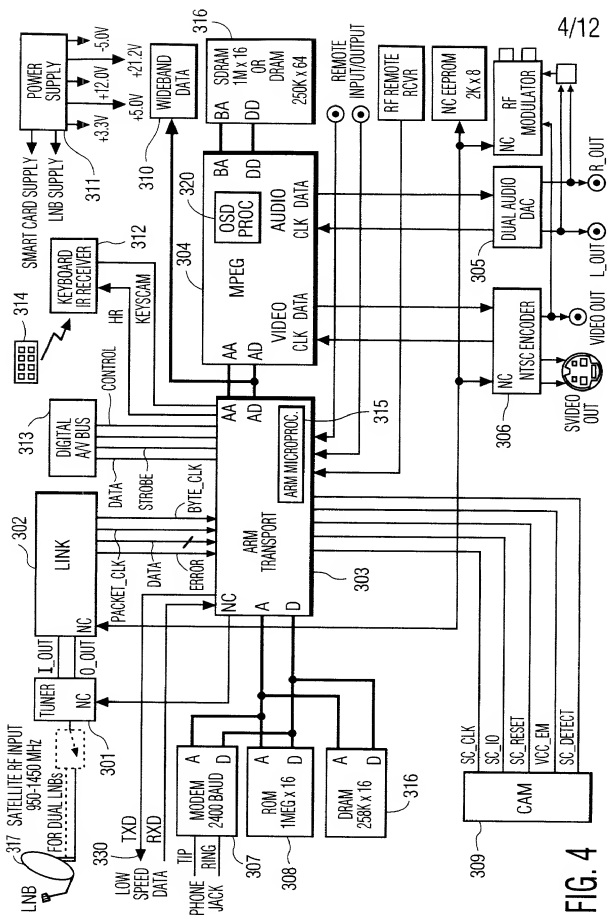 4/12
317
SATELLITE RF INPUT
950-1450 MHz
FOR DUAL LNBs
LNB
TUNER
NC
301
I_OUT
O_OUT
302
LINK
NC
PACKET_CLK
BYTE_CLK
DATA
ERROR
313
DIGITAL
A/V BUS
DATA
STROBE
CONTROL
314
KEYBOARD
IR RECEIVER
312
HR
KEYSCAM
SMART CARD SUPPLY
LNB SUPPLY
POWER
SUPPLY
311
+3.3V
+5.0V
+12.0V
+21.2V
-5.0V
310
WIDEBAND
DATA
316
SDRAM
1M x 16
OR
DRAM
250K x 64
BA
DD
BA
DD
320
OSD
PROC
304
MPEG
AA
AD
VIDEO
CLK DATA
AUDIO
CLK DATA
REMOTE
INPUT/OUTPUT
RF REMOTE
RCVR
NC EEPROM
2K x 8
NC
RF
MODULATOR
305
DUAL AUDIO
DAC
R_OUT
L_OUT
306
NC
NTSC ENCODER
VIDEO OUT
SVIDEO
OUT
AA
AD
315
ARM MICROPROC.
ARM
TRANSPORT
303
NC
A
D
330
TXD
RXD
LOW
SPEED
DATA
PHONE
JACK
TIP
RING
MODEM
2400 BAUD
A
D
307
ROM
1MEG x 16
A
D
308
DRAM
258K x 16
A
D
316
SC_CLK
SC_IO
SC_RESET
VCC_EM
SC_DETECT
CAM
309
FIG. 4